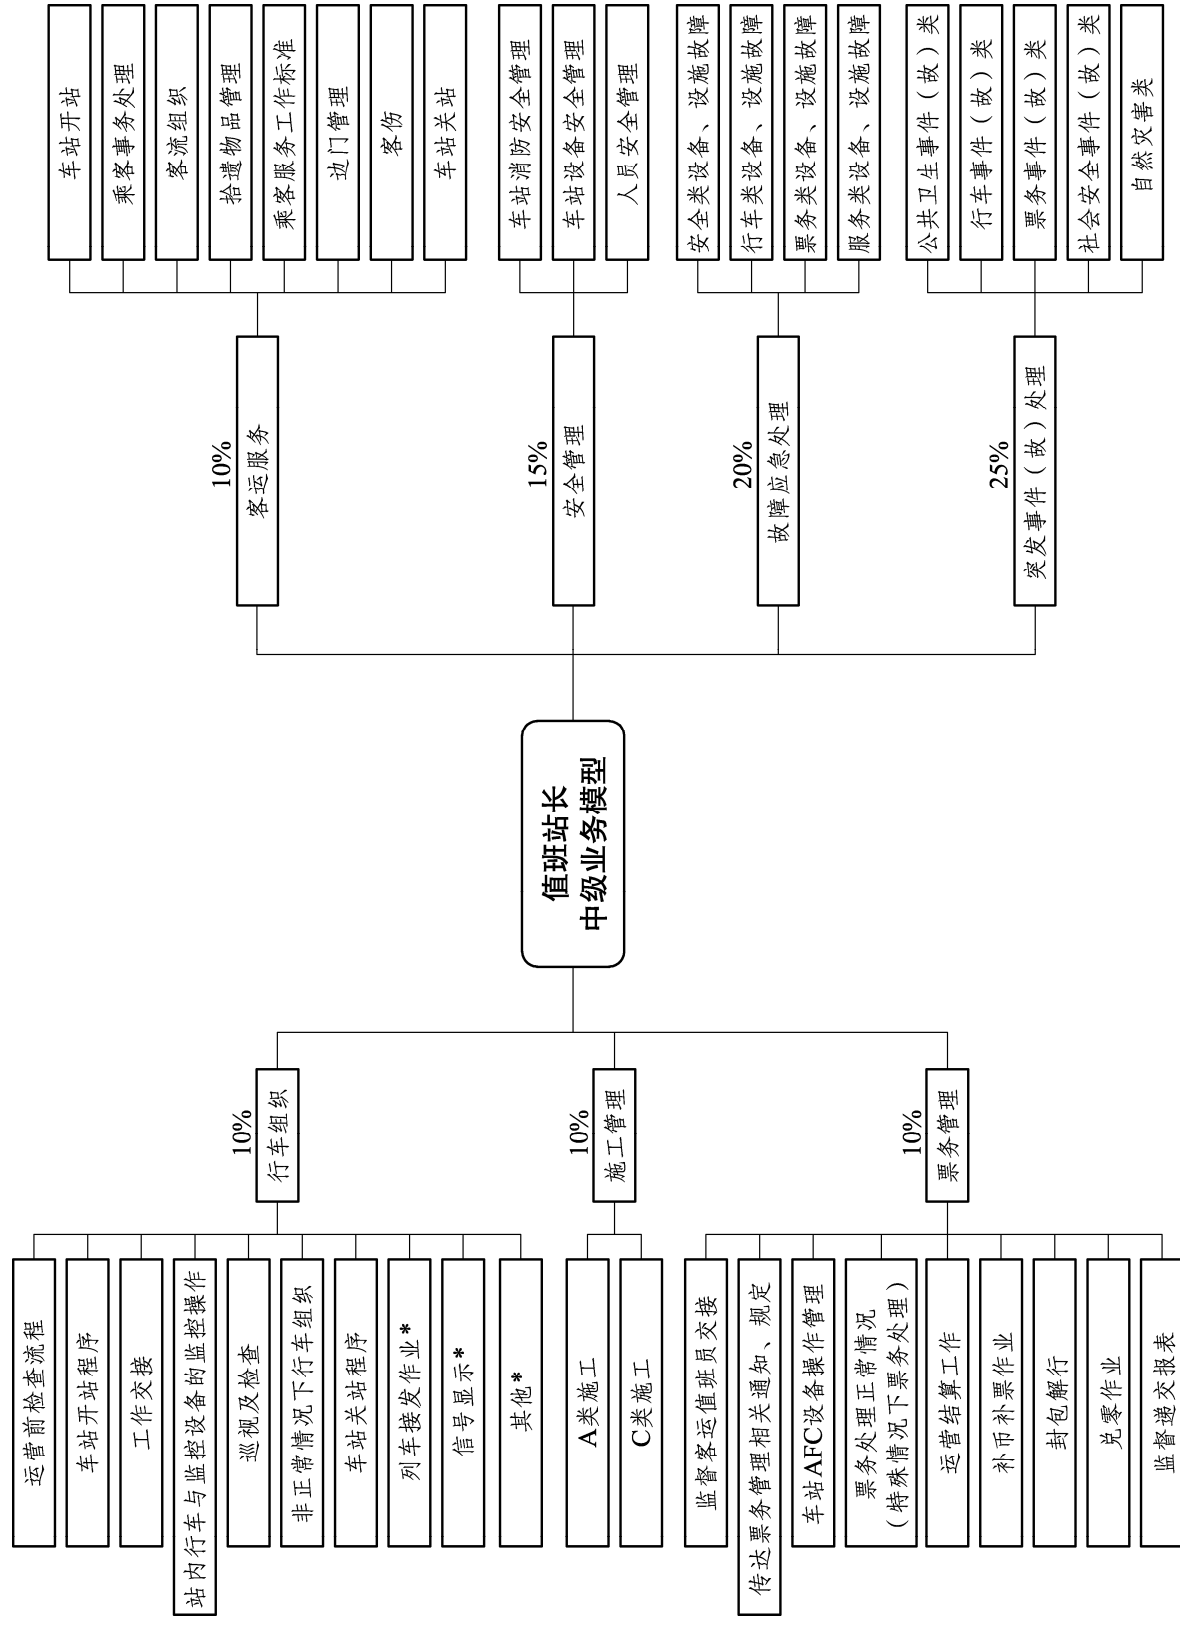 值班站长
中级业务模型
10%
行车组织
运营前检查流程
车站开站程序
工作交接
站内行车与监控设备的监控操作
巡视及检查
非正常情况下行车组织
车站关站程序
列车接发作业*
信号显示*
其他*
10%
施工管理
A类施工
C类施工
10%
票务管理
监督客运值班员交接
传达票务管理相关通知、规定
车站AFC设备操作管理
票务处理正常情况
（特殊情况下票务处理）
运营结算工作
补币补票作业
封包解行
兑零作业
监督递交报表
10%
客运服务
车站开站
乘客事务处理
客流组织
拾遗物品管理
乘客服务工作标准
边门管理
客伤
车站关站
15%
安全管理
车站消防安全管理
车站设备安全管理
人员安全管理
20%
故障应急处理
安全类设备、设施故障
行车类设备、设施故障
票务类设备、设施故障
服务类设备、设施故障
25%
突发事件（故）处理
公共卫生事件（故）类
行车事件（故）类
票务事件（故）类
社会安全事件（故）类
自然灾害类